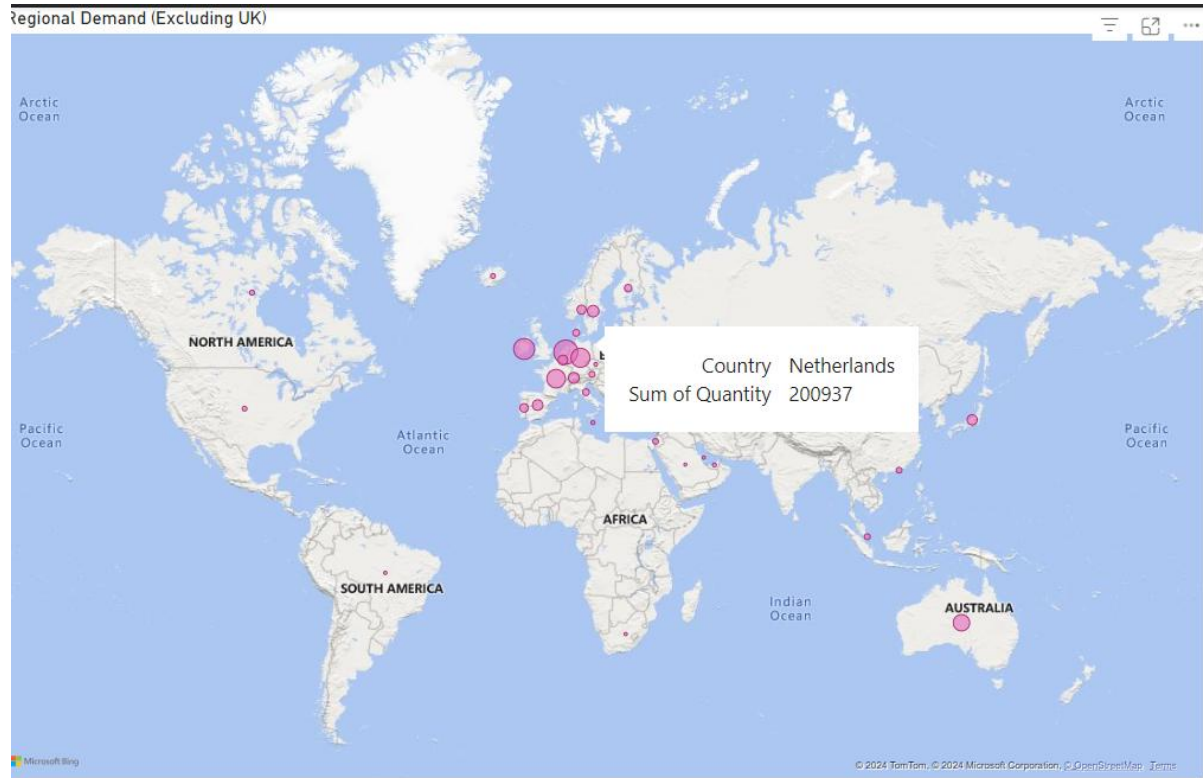 Regional Demand (Excluding UK)
Arctic
Ocean
Arctic
Ocean
NORTH AMERICA
E
Country Netherlands
Sum of Quantity 200937
Pacific
Ocean
Atlantic
Ocean
Pacific
Ocean
AFRICA
SOUTH AMERICA
Indian
Ocean
AUSTRALIA
Microsoft Bing
© 2024 TomTom, © 2024 Microsoft Corporation, © OpenStreetMap Terms